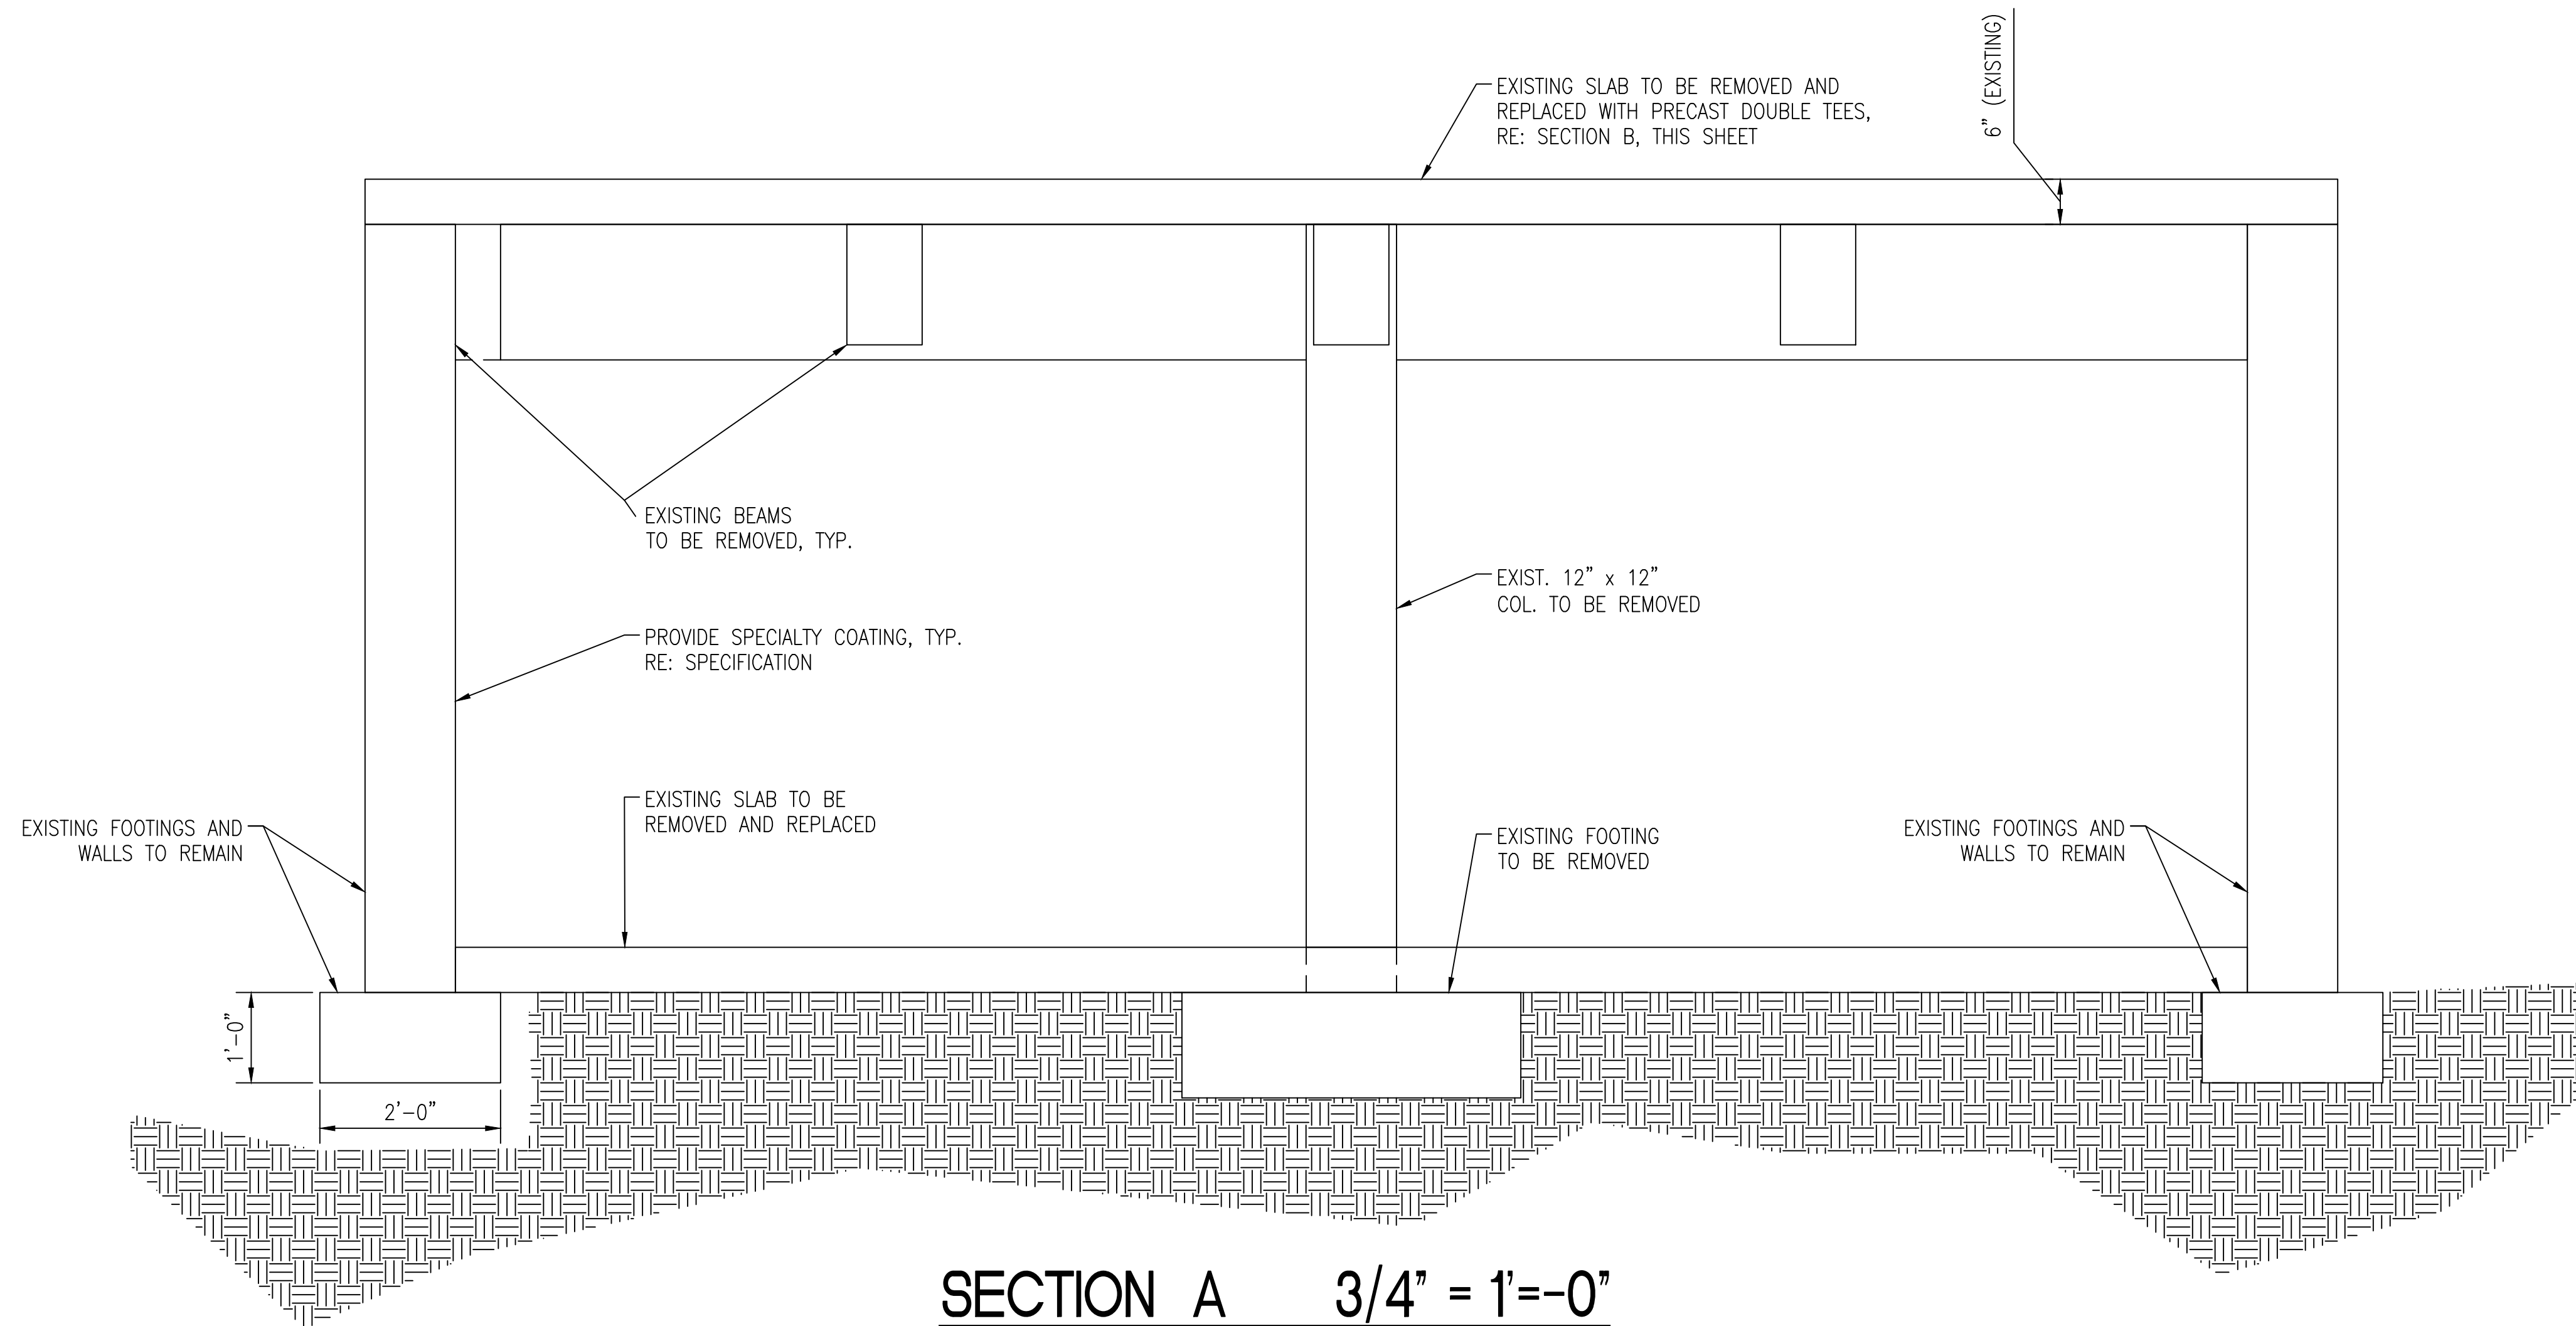 6" (EXISTING)
EXISTING SLAB TO BE REMOVED AND
REPLACED WITH PRECAST DOUBLE TEES,
RE: SECTION B, THIS SHEET
EXISTING BEAMS
TO BE REMOVED, TYP.
EXIST. 12" x 12"
COL. TO BE REMOVED
PROVIDE SPECIALTY COATING, TYP.
RE: SPECIFICATION
EXISTING SLAB TO BE
REMOVED AND REPLACED
EXISTING FOOTINGS AND
WALLS TO REMAIN
EXISTING FOOTING
TO BE REMOVED
EXISTING FOOTINGS AND
WALLS TO REMAIN
1'-0"
2'-0"
SECTION A 3/4" = 1'=-0"